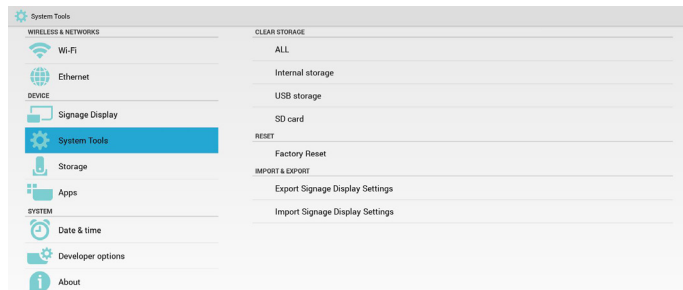 System Tools
WIRELESS & NETWORKS
Wi-Fi
Ethernet
DEVICE
Signage Display
System Tools
Storage
Apps
SYSTEM
Date & time
Developer options
About
CLEAR STORAGE
ALL
Internal storage
USB storage
SD card
RESET
Factory Reset
IMPORT & EXPORT
Export Signage Display Settings
Import Signage Display Settings